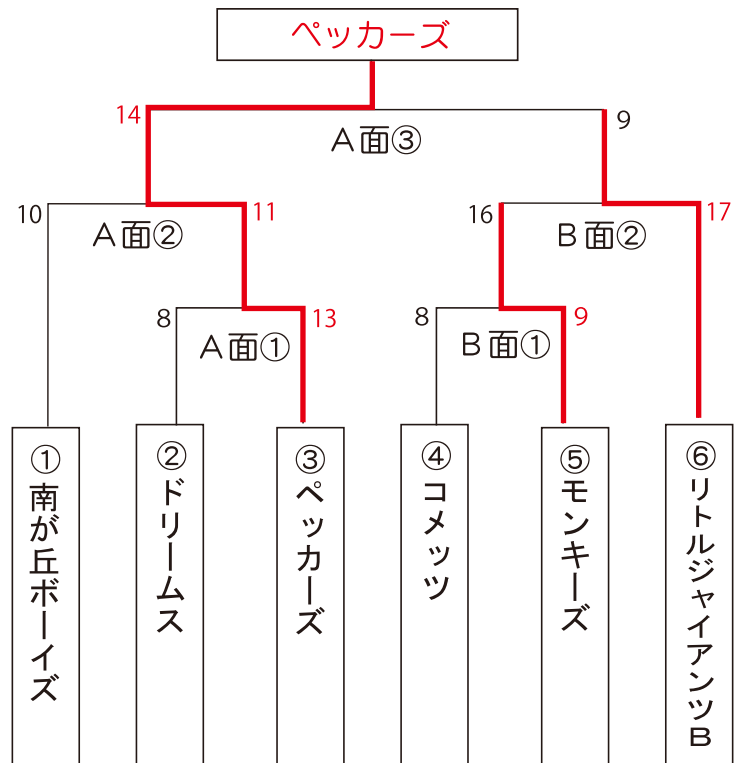 ペッカーズ
14
9
A面③
10
11
16
17
A面②
B面②
8
13
8
9
A面①
B面①
①南が丘ボーイズ
②ドリームス
③ペッカーズ
④コメッツ
⑤モンキーズ
⑥リトルジャイアンツB